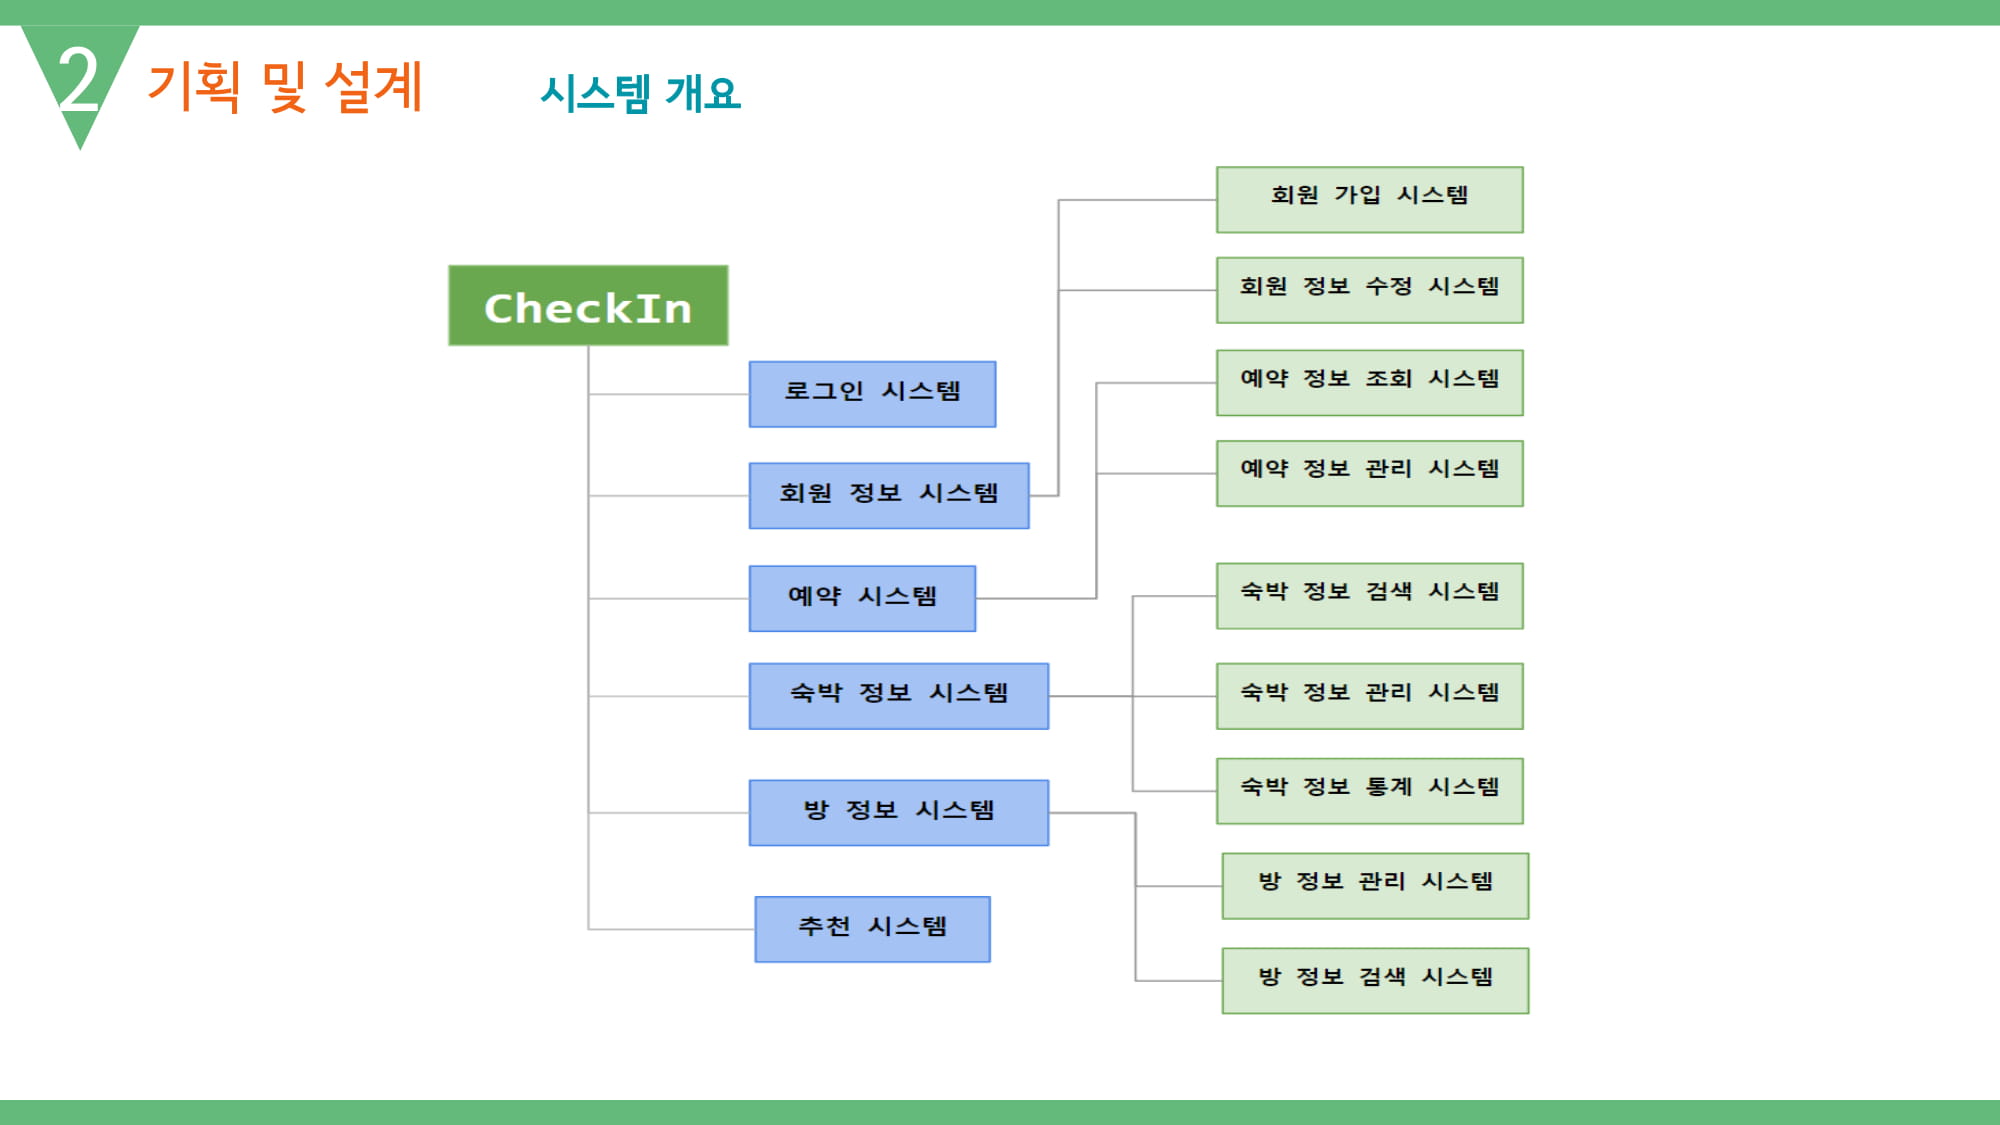 2
기획 및 설계
시스템 개요
CheckIn
로그인 시스템
회원 정보 시스템
예약 시스템
숙박 정보 시스템
방 정보 시스템
추천 시스템
회원 가입 시스템
회원 정보 수정 시스템
예약 정보 조회 시스템
예약 정보 관리 시스템
숙박 정보 검색 시스템
숙박 정보 관리 시스템
숙박 정보 통계 시스템
방 정보 관리 시스템
방 정보 검색 시스템